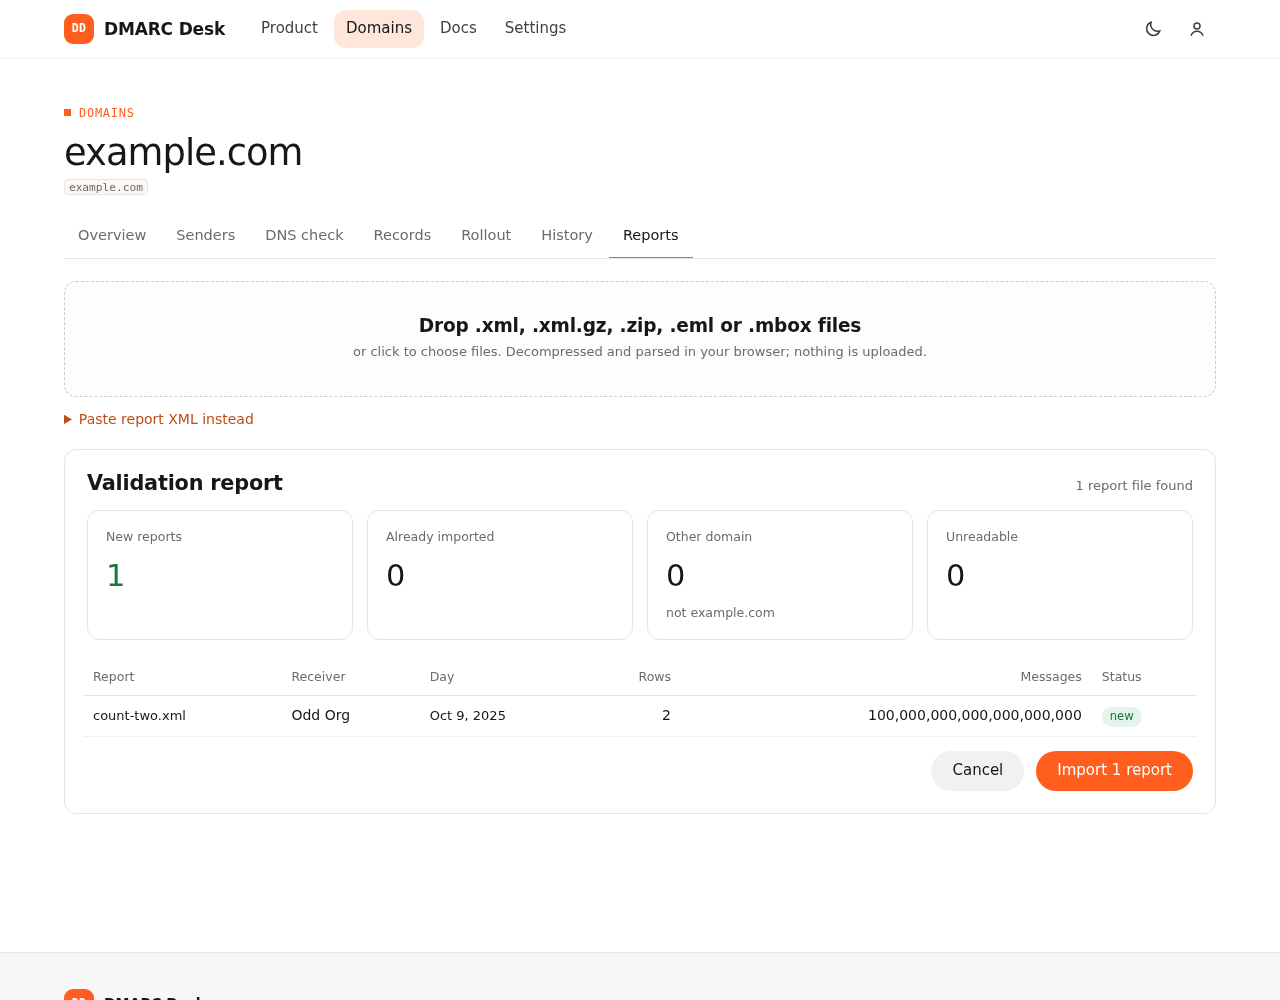 DD DMARC Desk Product Domains Docs Settings
DOMAINS
example.com
example.com
Overview Senders DNS check Records Rollout History Reports
Drop .xml, .xml.gz, .zip, .eml or .mbox files
or click to choose files. Decompressed and parsed in your browser; nothing is uploaded.
Paste report XML instead
Validation report 1 report file found
New reports Already imported Other domain Unreadable
1 0 0 0
not example.com
Report Receiver Day Rows Messages Status
count-two.xml Odd Org Oct 9, 2025 2 100,000,000,000,000,000,000 new
Cancel Import 1 report
DD DMARC Desk